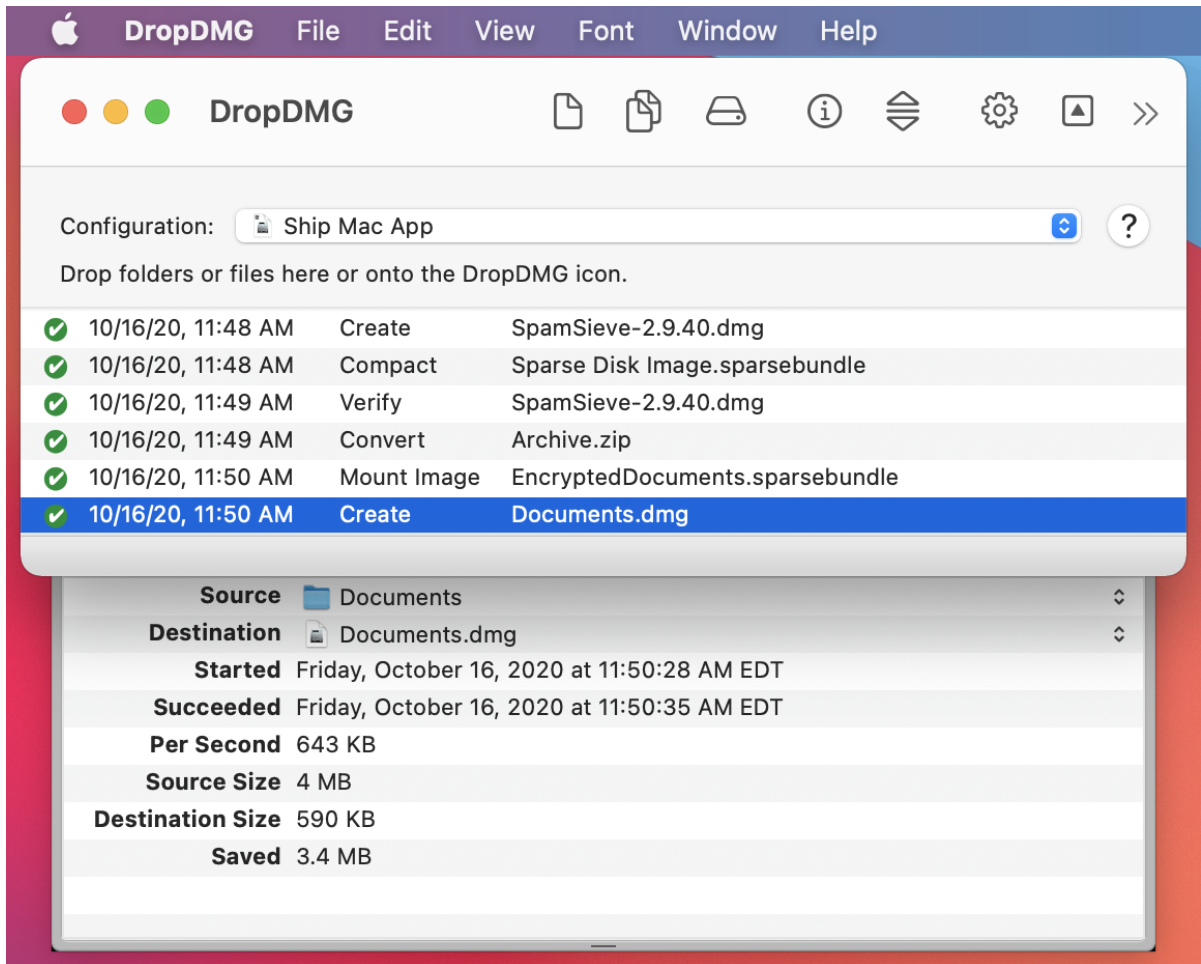 DropDMG File Edit View Font Window Help
DropDMG
Configuration: Ship Mac App ?
Drop folders or files here or onto the DropDMG icon.
10/16/20, 11:48 AM Create SpamSieve-2.9.40.dmg
10/16/20, 11:48 AM Compact Sparse Disk Image.sparsebundle
10/16/20, 11:49 AM Verify SpamSieve-2.9.40.dmg
10/16/20, 11:49 AM Convert Archive.zip
10/16/20, 11:50 AM Mount Image EncryptedDocuments.sparsebundle
10/16/20, 11:50 AM Create Documents.dmg
Source Documents
Destination Documents.dmg
Started Friday, October 16, 2020 at 11:50:28 AM EDT
Succeeded Friday, October 16, 2020 at 11:50:35 AM EDT
Per Second 643 KB
Source Size 4 MB
Destination Size 590 KB
Saved 3.4 MB